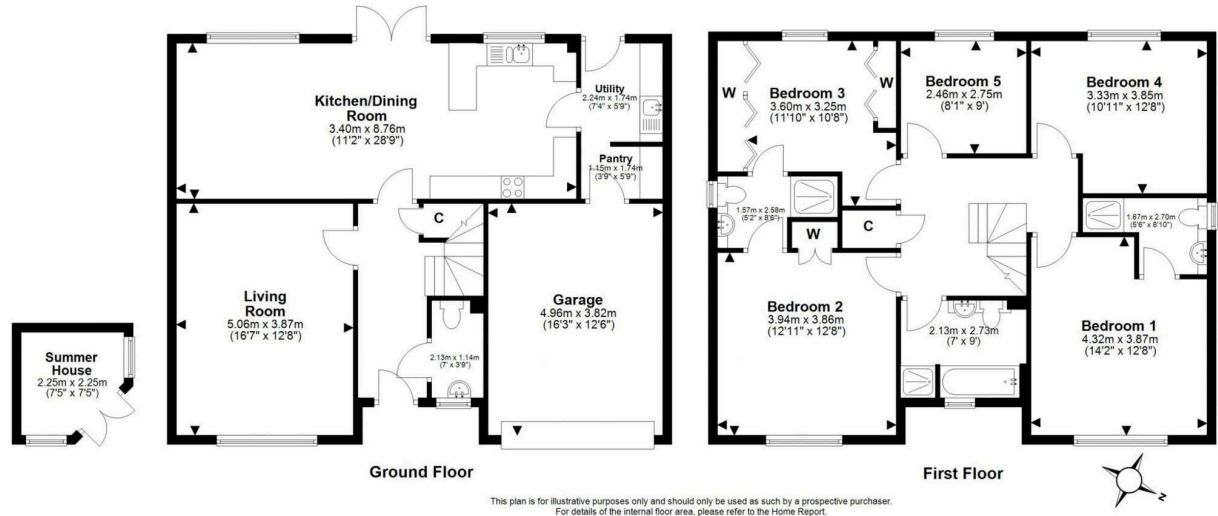 Kitchen/Dining
Room
3.40m x 8.76m
(11'2" x 28'9")
Utility
2.24m x 1.74m
(7'4" x 5'9")
Pantry
1.15m x 1.74m
(3'9" x 5'9")
C
Living
Room
5.06m x 3.87m
(16'7" x 12'8")
Garage
4.96m x 3.82m
(16'3" x 12'6")
2.13m x 1.14m
(7' x 3'9")
Summer
House
2.25m x 2.25m
(7'5" x 7'5")
Ground Floor
W
Bedroom 3
3.60m x 3.25m
(11'10" x 10'8")
W
Bedroom 5
2.46m x 2.75m
(8'1" x 9')
Bedroom 4
3.33m x 3.85m
(10'11" x 12'8")
1.57m x 2.58m
(5'2" x 8'6")
W
C
1.67m x 2.70m
(5'6" x 8'10")
Bedroom 2
3.94m x 3.86m
(12'11" x 12'8")
2.13m x 2.73m
(7' x 9')
Bedroom 1
4.32m x 3.87m
(14'2" x 12'8")
First Floor
N
This plan is for illustrative purposes only and should only be used as such by a prospective purchaser.
For details of the internal floor area, please refer to the Home Report.